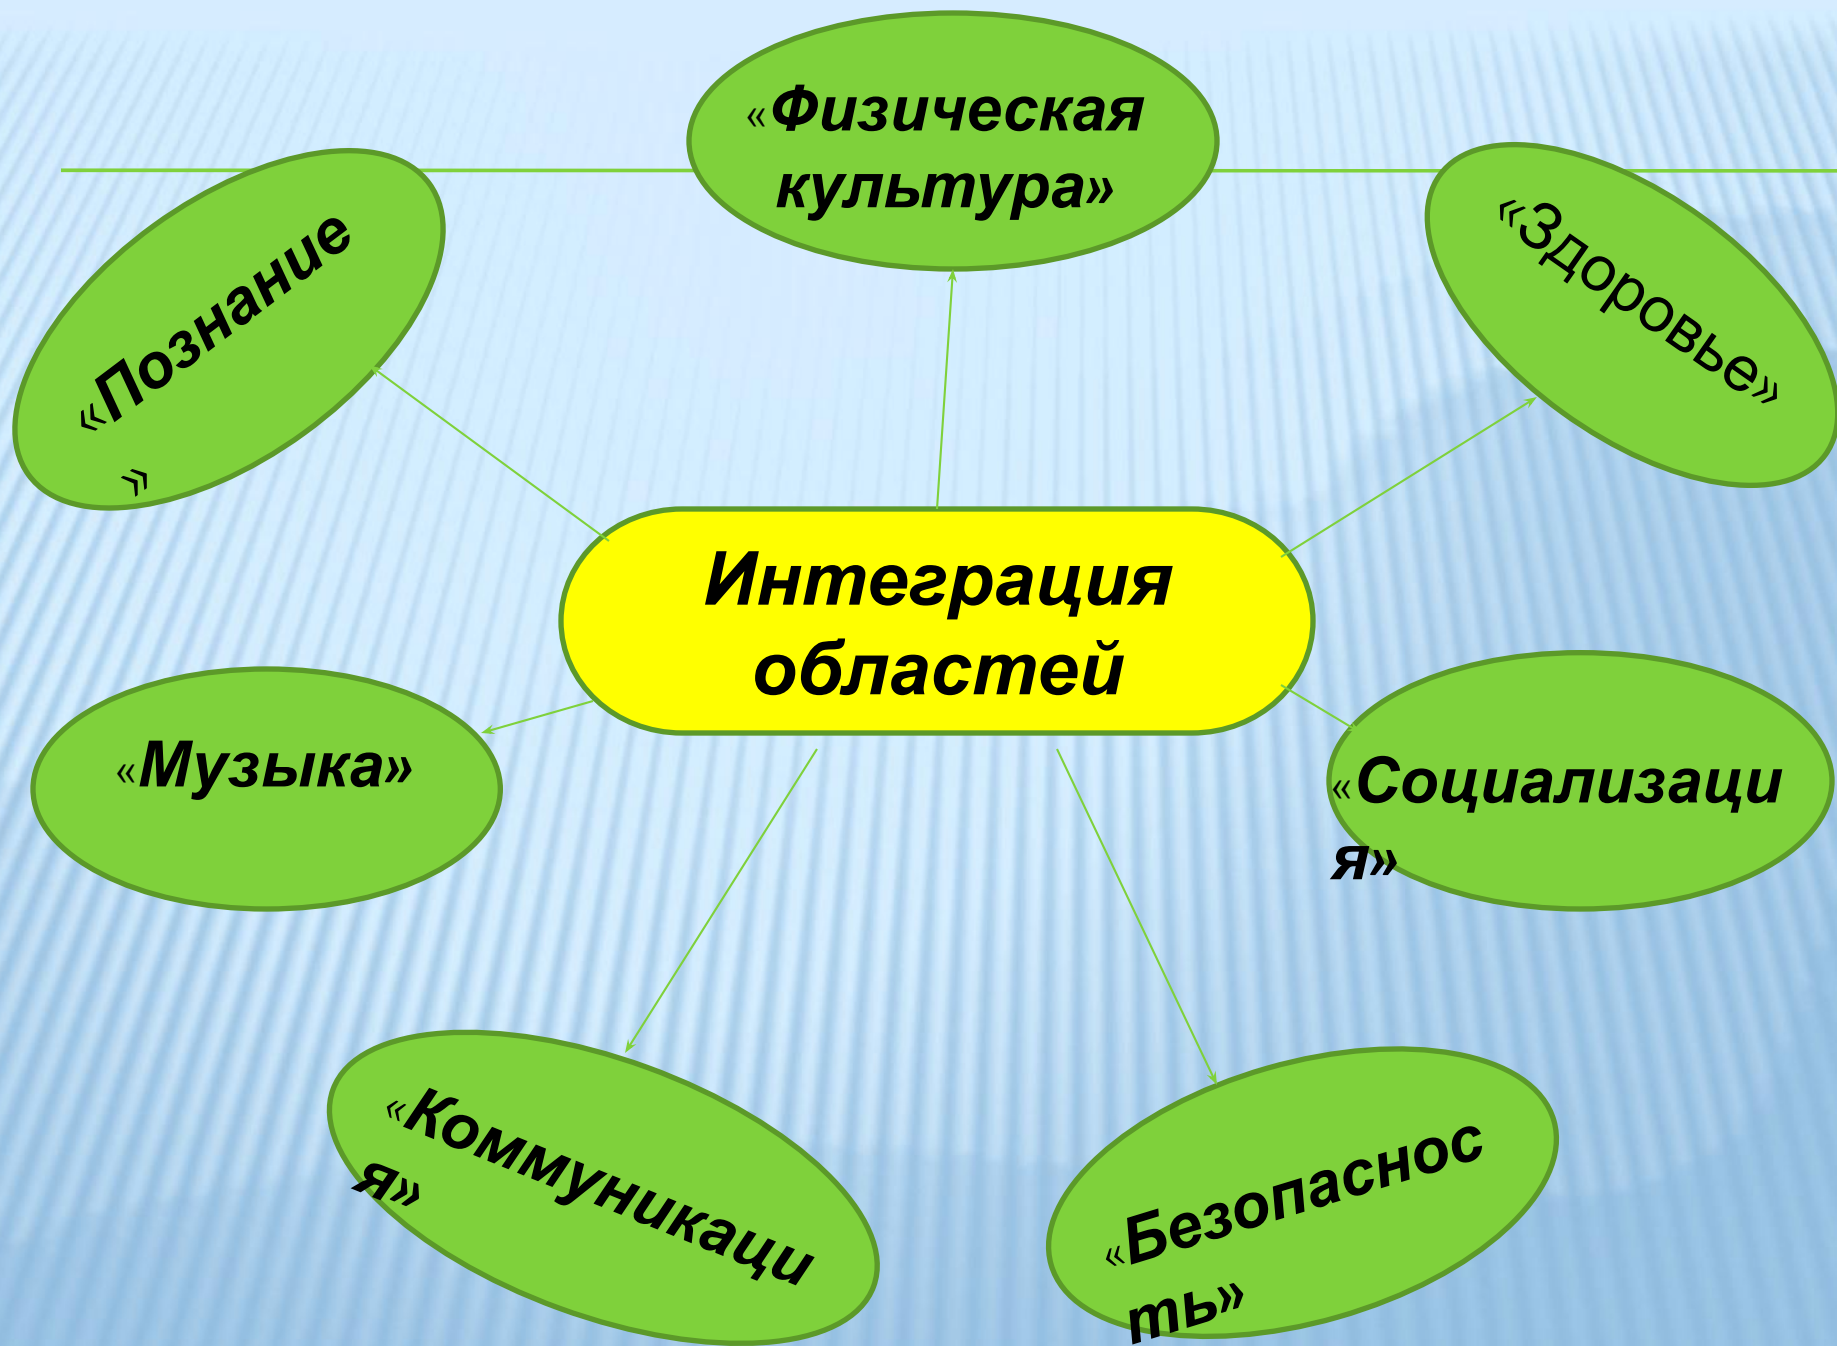 «Физическая
культура»
«Познание
»
«Здоровье»
Интеграция
областей
«Музыка»
«Социализаци
я»
«Коммуникаци
я»
«Безопаснос
ть»